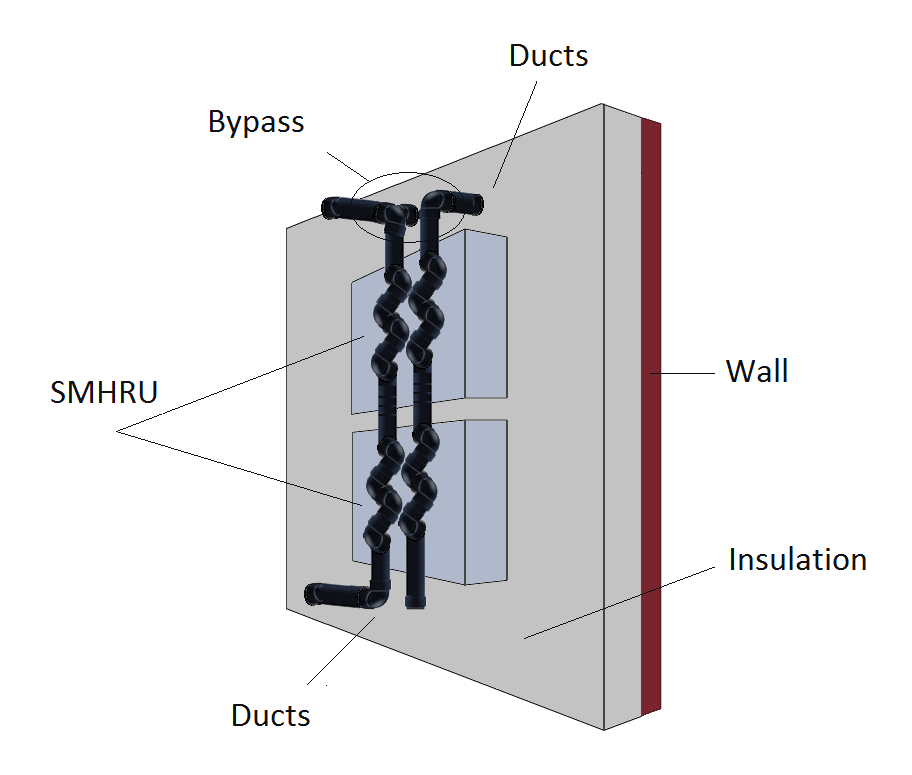 Ducts
Bypass
Wall
SMHRU
Insulation
Ducts